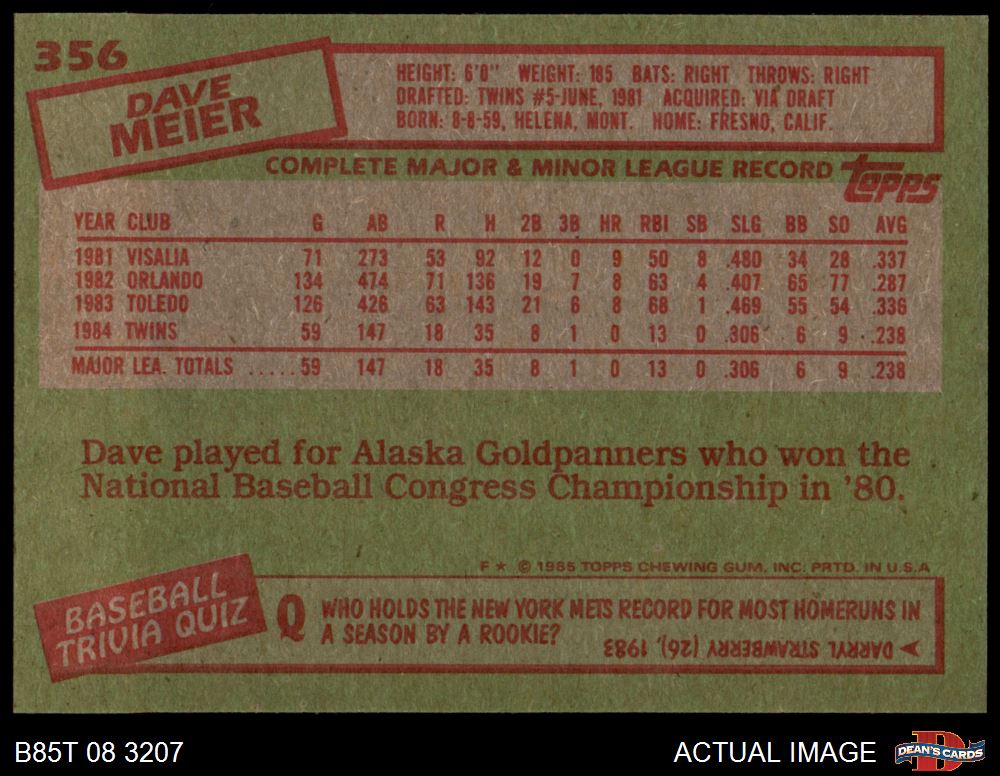 356
DAVE
MEIER
HEIGHT: 6'0" WEIGHT: 185 BATS: RIGHT THROWS: RIGHT
DRAFTED: TWINS #5-JUNE, 1981 ACQUIRED: VIA DRAFT
BORN: 8-8-59, HELENA, MONT. HOME: FRESNO, CALIF.
COMPLETE MAJOR & MINOR LEAGUE RECORD topps
YEAR CLUB G AB R H 2B 3B HR RBI SB SLG BB SO AVG
1981 VISALIA 71 273 53 92 12 0 9 50 8 .480 34 28 .337
1982 ORLANDO 134 474 71 136 19 7 8 63 4 .407 65 77 .287
1983 TOLEDO 126 426 63 143 21 6 8 68 1 .469 55 54 .336
1984 TWINS 59 147 18 35 8 1 0 13 0 .306 6 9 .238
MAJOR LEA. TOTALS .....59 147 18 35 8 1 0 13 0 .306 6 9 .238
Dave played for Alaska Goldpanners who won the
National Baseball Congress Championship in '80.
F ★ © 1985 TOPPS CHEWING GUM, INC. PRTD. IN U.S.A
BASEBALL
TRIVIA QUIZ
Q WHO HOLDS THE NEW YORK METS RECORD FOR MOST HOMERUNS IN
A SEASON BY A ROOKIE?
DARRYL STRAWBERRY (26), 1983
B85T 08 3207
ACTUAL IMAGE
D
DEAN'S CARDS